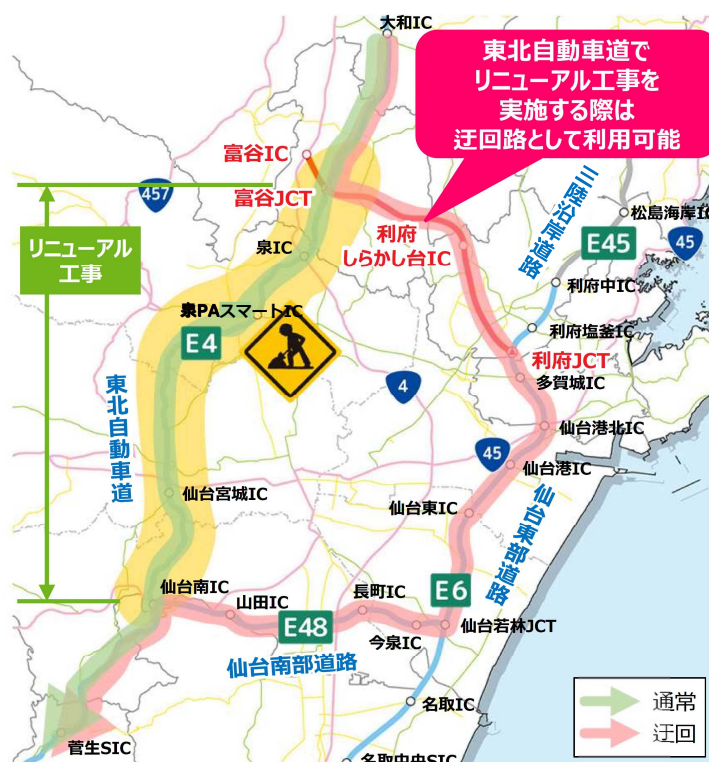 大和IC
東北自動車道で
リニューアル工事を
実施する際は
迂回路として利用可能
富谷IC
457
富谷JCT
三陸沿岸道路
松島海岸IC
リニューアル
工事
泉IC
利府
しらかし台IC
E45
45
利府中IC
泉PAスマートIC
利府塩釜IC
E4
利府JCT
4
多賀城IC
東北自動車道
仙台港北IC
45
仙台港IC
仙台宮城IC
仙台東IC
仙台東部道路
仙台南IC
山田IC
長町IC
E6
E48
今泉IC
仙台若林JCT
仙台南部道路
名取IC
通常
迂回
菅生SIC
名取中央SIC